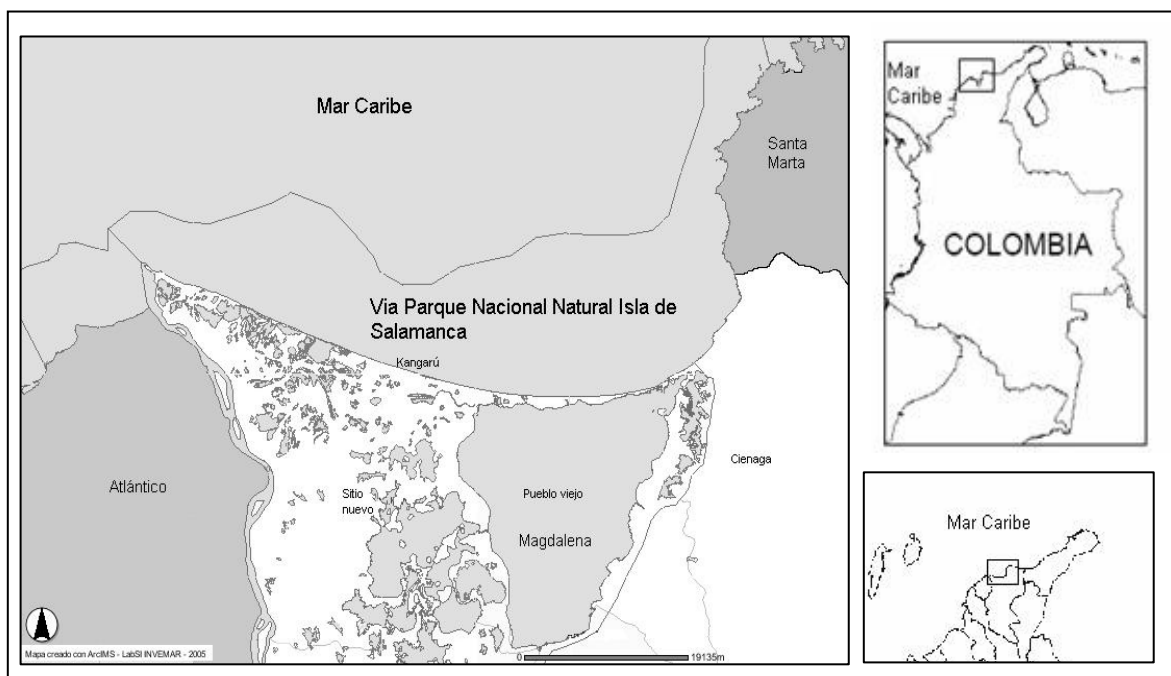 Mar Caribe
Santa
Marta
Via Parque Nacional Natural Isla de
Salamanca
Kangarú
Cienaga
Atlántico
Sitio
nuevo
Pueblo viejo
Magdalena
Mapa creado con ArcIMS - LabSI INVEMAR - 2005
0
19135m
Mar
Caribe
COLOMBIA
Mar Caribe